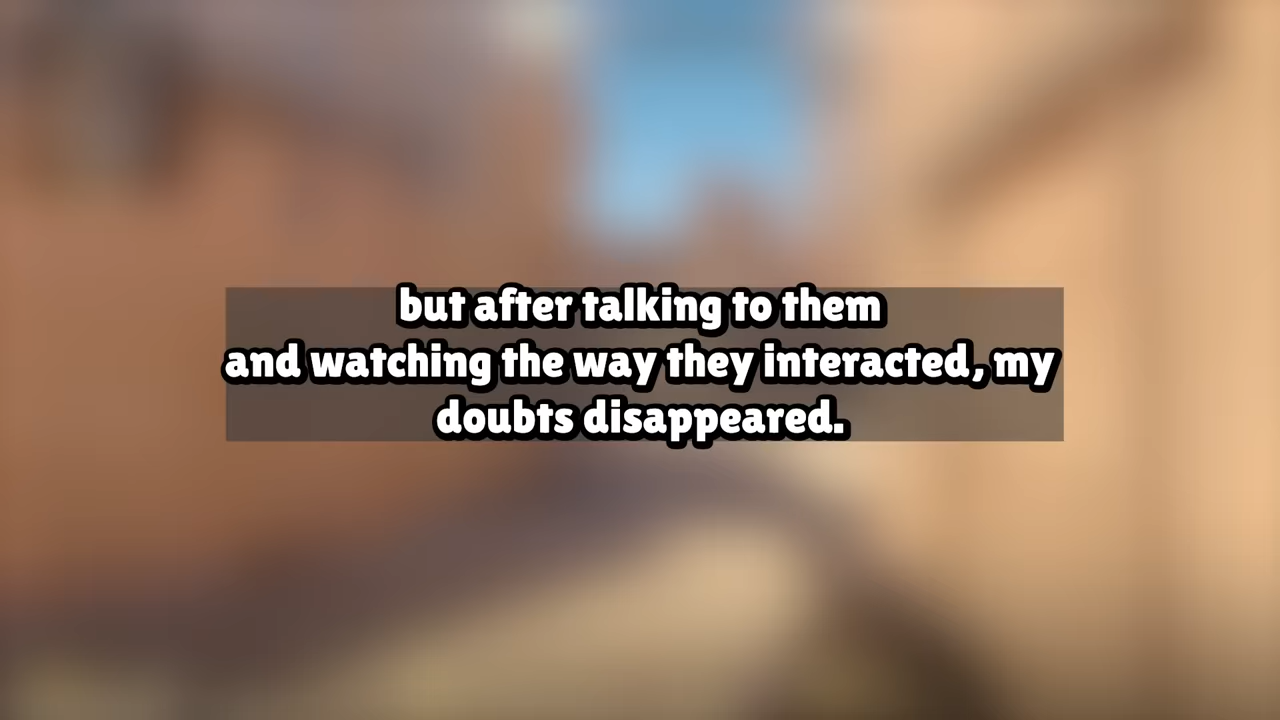 but after talking to them
and watching the way they interacted, my
doubts disappeared.